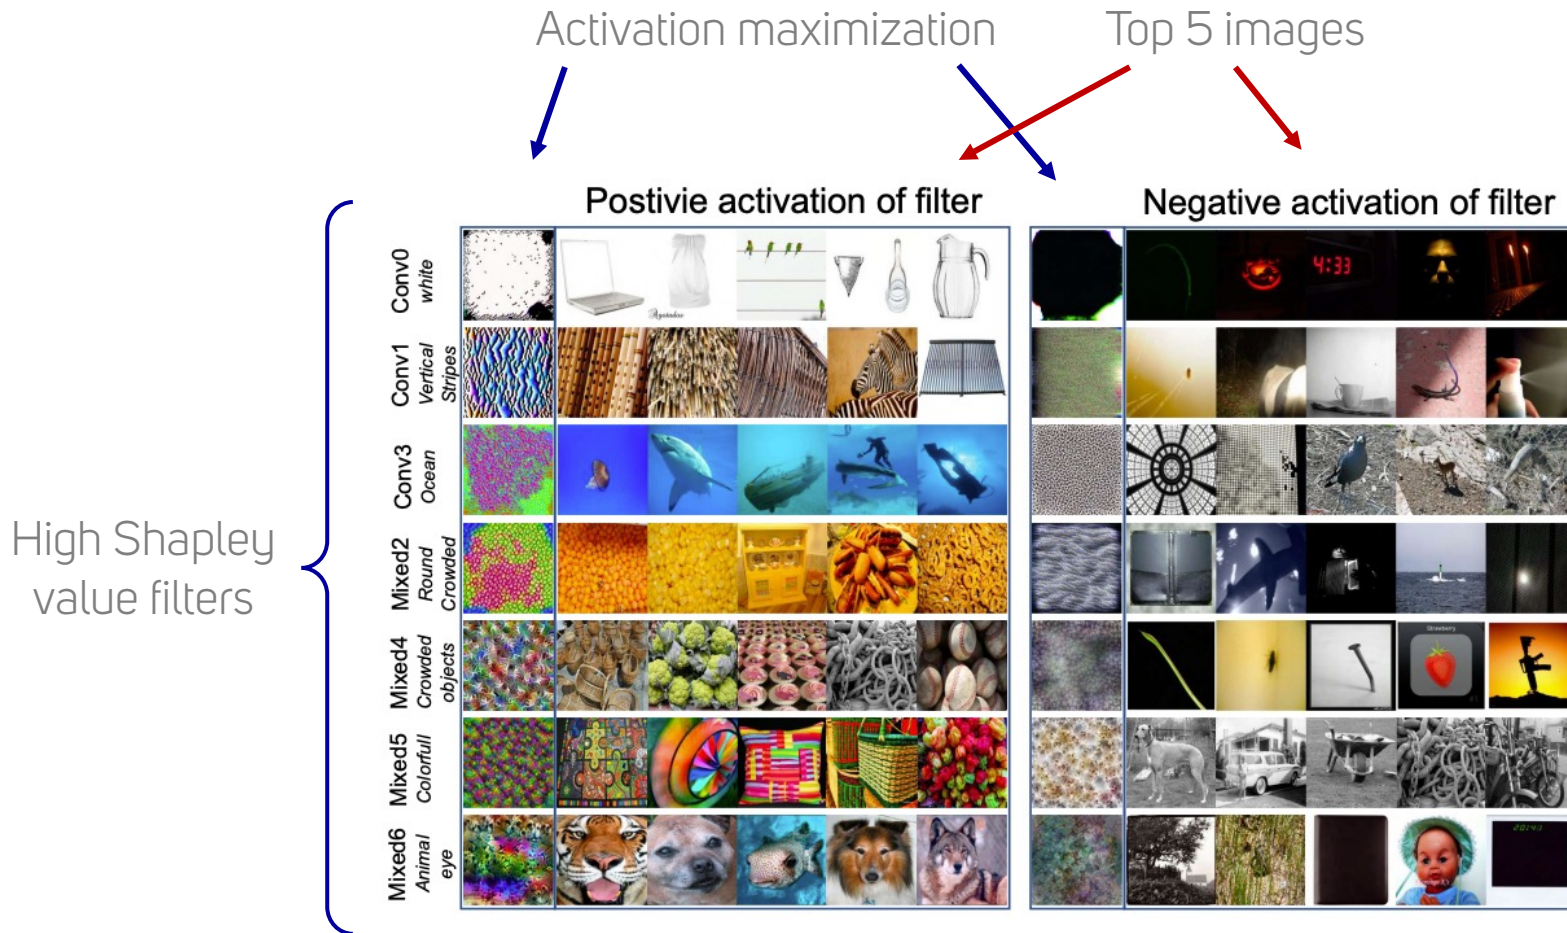 Activation maximization
Top 5 images
Postivie activation of filter
Negative activation of filter
High Shapley
value filters
Conv0
white
4:33
Conv1
Vertical
Stripes
Conv3
Ocean
Mixed2
Round
Crowded
Mixed4
Crowded
objects
Strawberry
Mixed5
Colorfull
Mixed6
Animal
eye